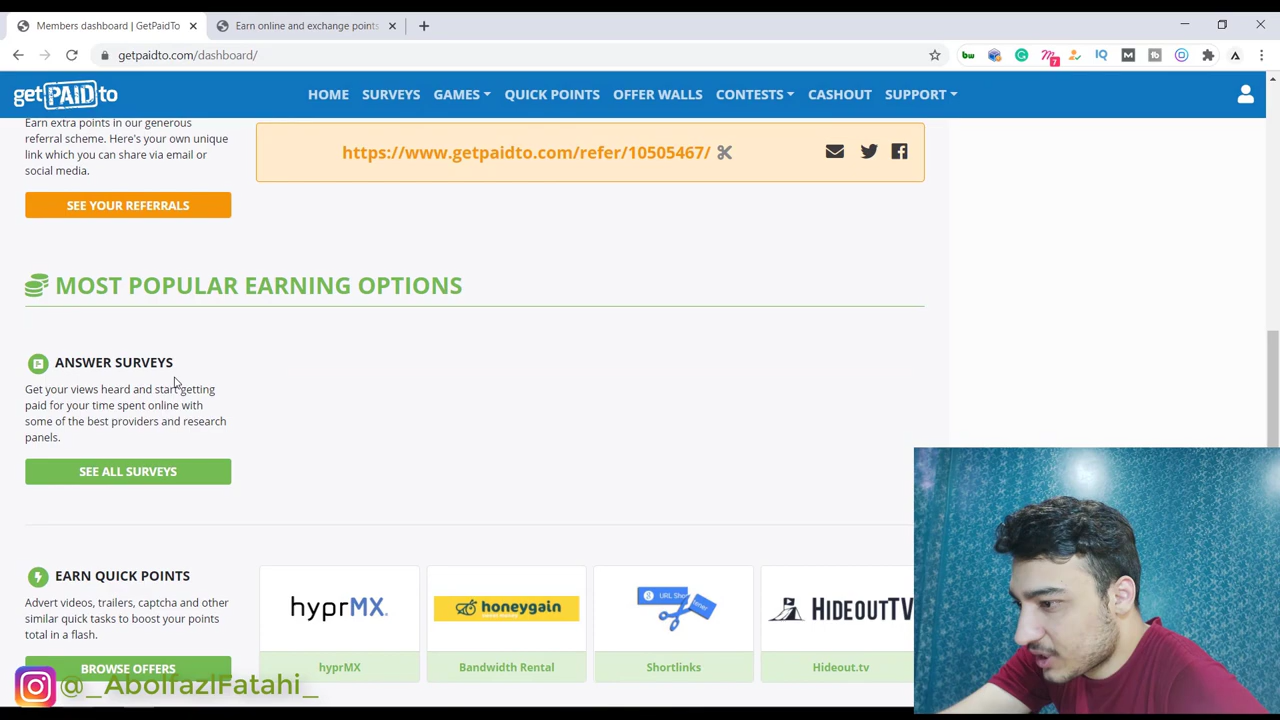 Members dashboard | GetPaidTo
Earn online and exchange points
getpaidto.com/dashboard/
get PAID to
HOME SURVEYS GAMES QUICK POINTS OFFER WALLS CONTESTS CASHOUT SUPPORT
Earn extra points in our generous
referral scheme. Here's your own unique
link which you can share via email or
social media.
https://www.getpaidto.com/refer/10505467/
SEE YOUR REFERRALS
MOST POPULAR EARNING OPTIONS
ANSWER SURVEYS
Get your views heard and start getting
paid for your time spent online with
some of the best providers and research
panels.
SEE ALL SURVEYS
EARN QUICK POINTS
Advert videos, trailers, captcha and other
similar quick tasks to boost your points
total in a flash.
BROWSE OFFERS
hyprMX.
hyprMX
honeygain
Bandwidth Rental
Shortlinks
HIDEOUTTV
Hideout.tv
@_AbolfazlFatahi_